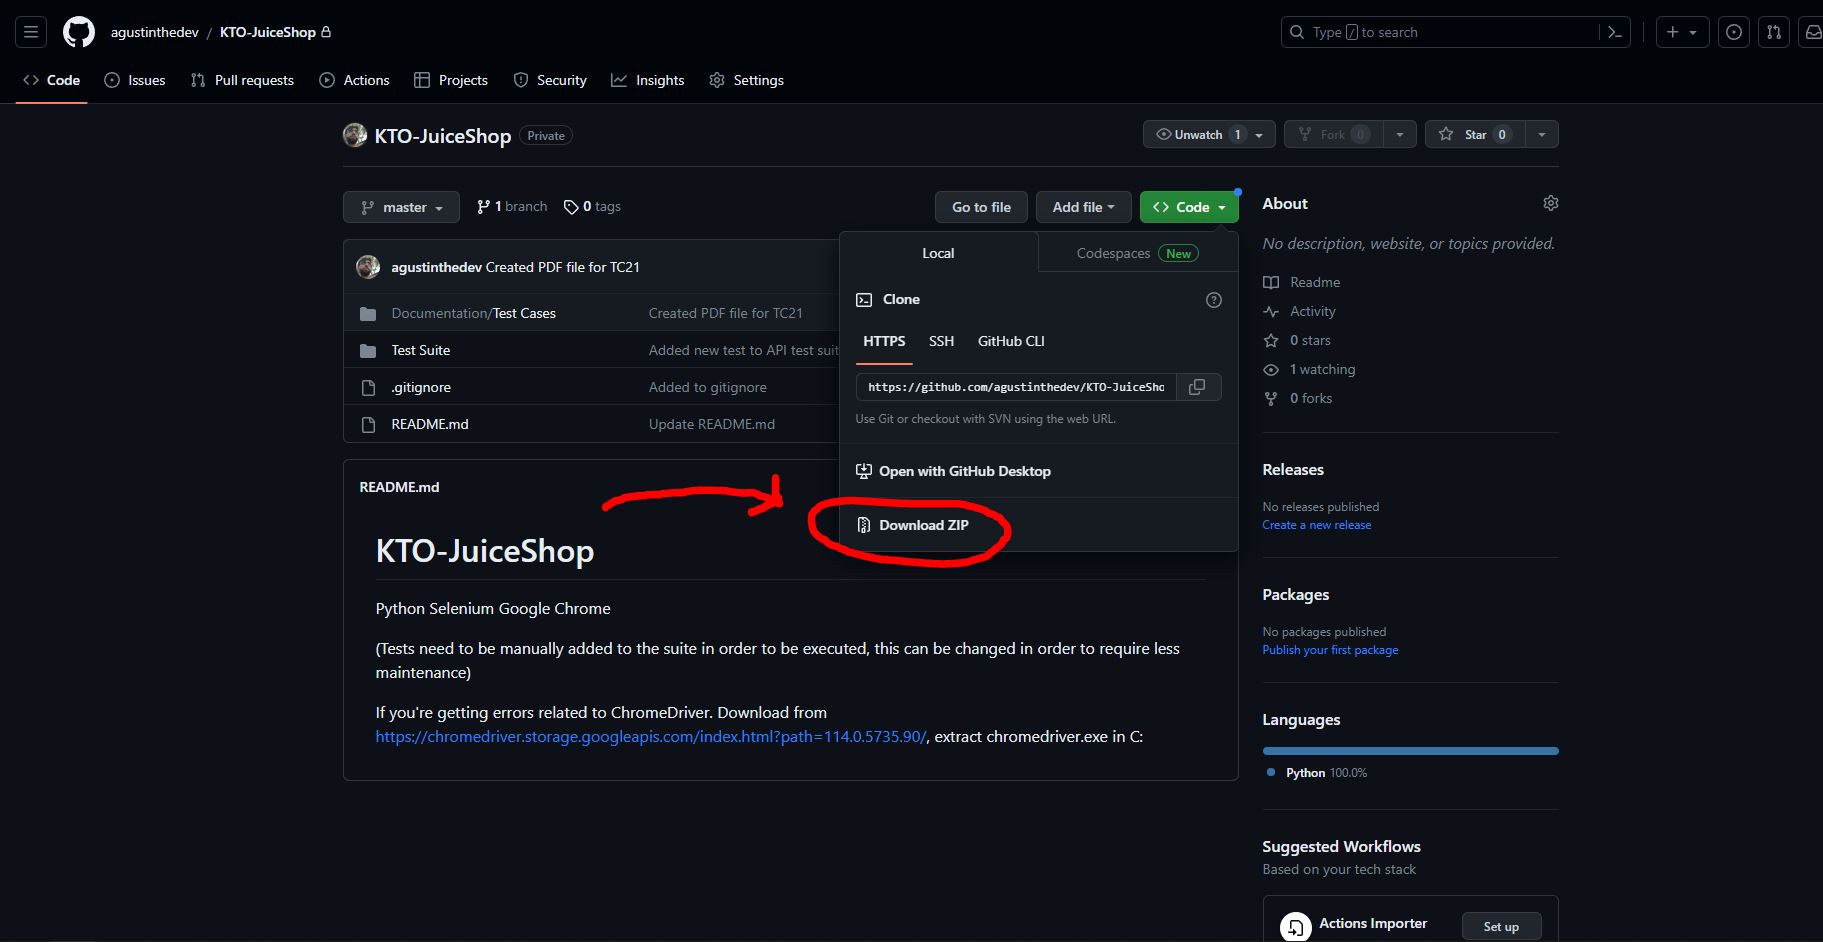 agustinthedev / KTO-JuiceShop
Type / to search
Code Issues Pull requests Actions Projects Security Insights Settings
KTO-JuiceShop Private
Unwatch 1
Fork 0
Star 0
master
1 branch
0 tags
Go to file
Add file
Code
agustinthedev Created PDF file for TC21
Documentation/Test Cases Created PDF file for TC21
Test Suite Added new test to API test suit
.gitignore Added to gitignore
README.md Update README.md
Local
Codespaces New
Clone
HTTPS SSH GitHub CLI
https://github.com/agustinthedev/KTO-JuiceSho
Use Git or checkout with SVN using the web URL.
Open with GitHub Desktop
Download ZIP
README.md
KTO-JuiceShop
Python Selenium Google Chrome
(Tests need to be manually added to the suite in order to be executed, this can be changed in order to require less
maintenance)
If you're getting errors related to ChromeDriver. Download from
https://chromedriver.storage.googleapis.com/index.html?path=114.0.5735.90/, extract chromedriver.exe in C:
About
No description, website, or topics provided.
Readme
Activity
0 stars
1 watching
0 forks
Releases
No releases published
Create a new release
Packages
No packages published
Publish your first package
Languages
Python 100.0%
Suggested Workflows
Based on your tech stack
Actions Importer
Set up